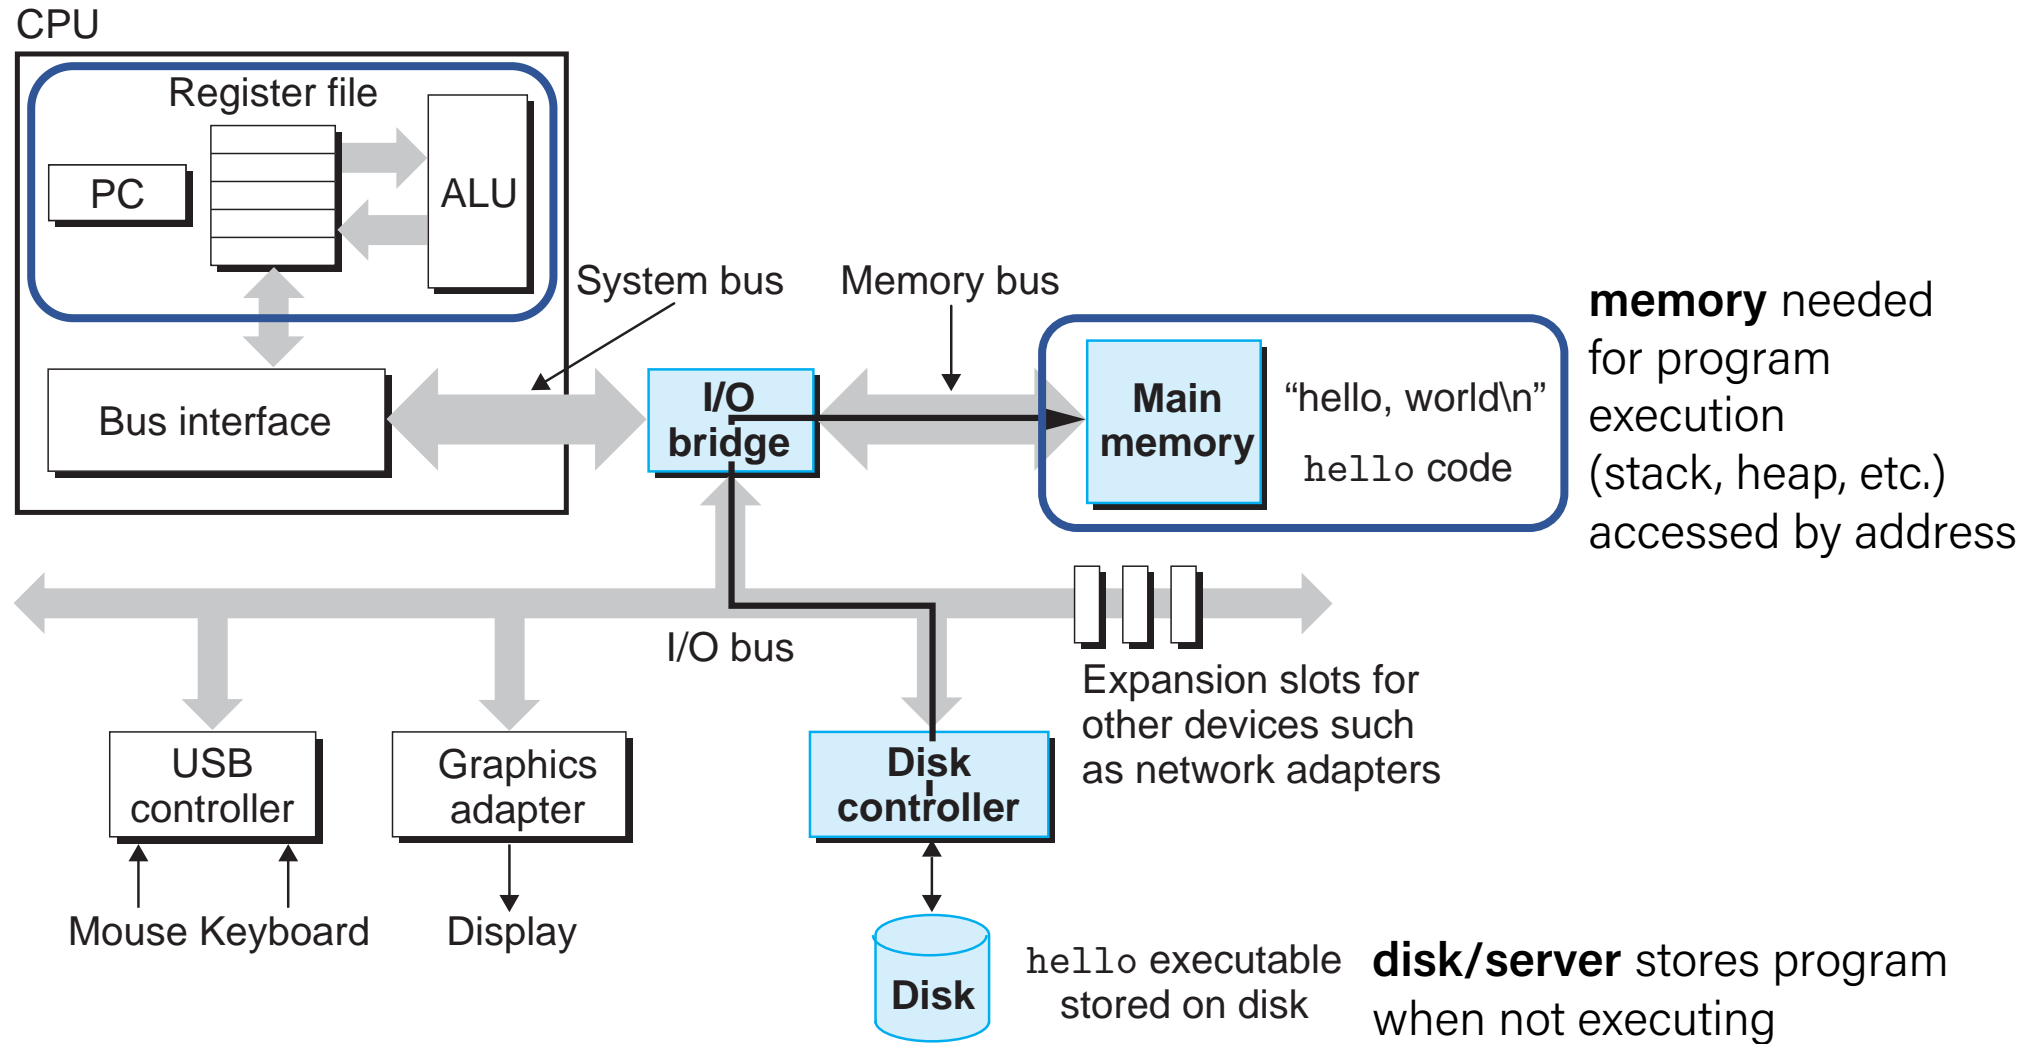 CPU
Register file
PC
ALU
System bus
Memory bus
Bus interface
I/O
bridge
Main
memory
“hello, world\n”
hello code
memory needed
for program
execution
(stack, heap, etc.)
accessed by address
I/O bus
Expansion slots for
other devices such
as network adapters
USB
controller
Graphics
adapter
Disk
controller
Mouse Keyboard
Display
Disk
hello executable
stored on disk
disk/server stores program
when not executing